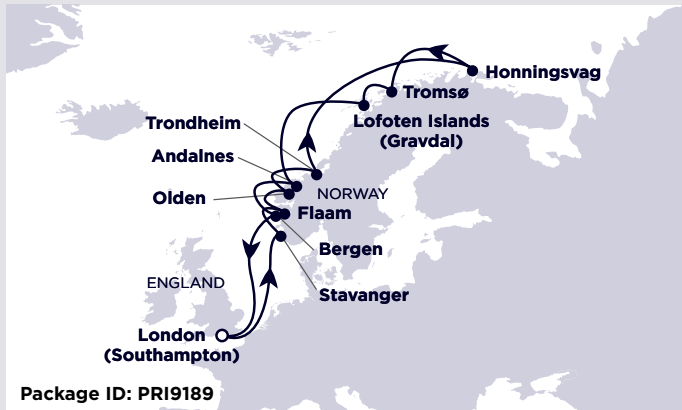 Honningsvag
Tromsø
Lofoten Islands
(Gravdal)
Trondheim
Andalnes
Olden
NORWAY
Flaam
Bergen
ENGLAND
Stavanger
London
(Southampton)
Package ID: PRI9189